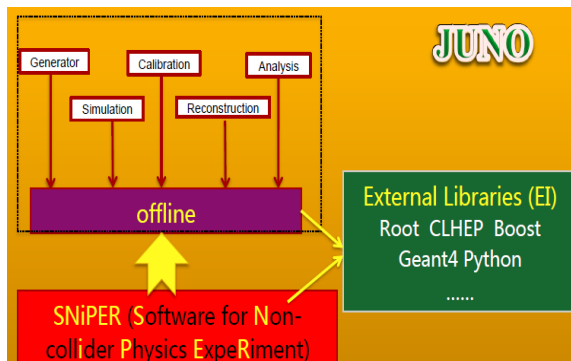 JUNO
Generator
Calibration
Analysis
Simulation
Reconstruction
offline
External Libraries (EI)
Root CLHEP Boost
Geant4 Python
......
SNiPER (Software for Non-
collider Physics ExpeRiment)